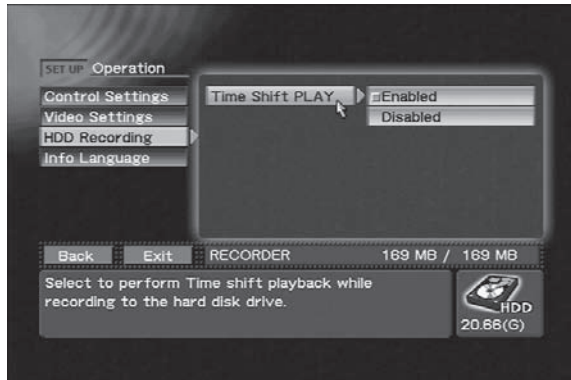 SET UP Operation
Control Settings
Video Settings
HDD Recording
Info Language
Time Shift PLAY
Enabled
Disabled
Back Exit RECORDER 169 MB / 169 MB
Select to perform Time shift playback while
recording to the hard disk drive.
HDD
20.66(G)